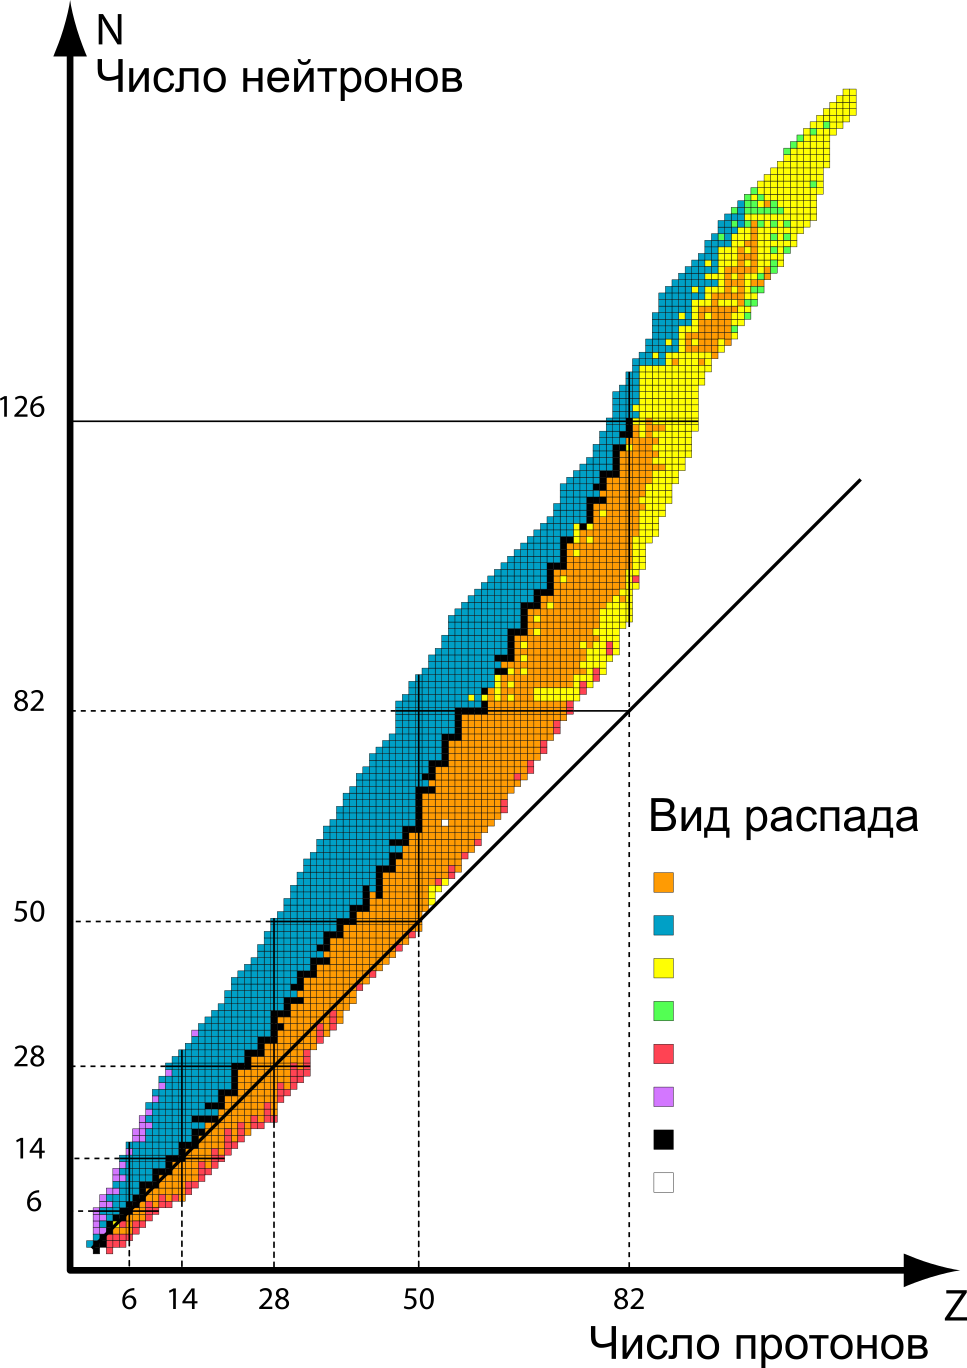 N
Число нейтронов
126
82
50
28
14
6
Вид распада
6 14 28 50 82
Z
Число протонов